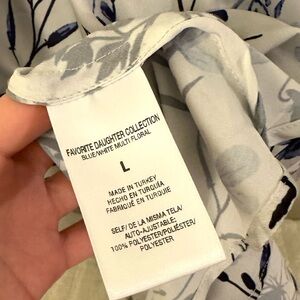 FAVORITE DAUGHTER COLLECTION
BLUE/WHITE MULTI FLORAL
L
MADE IN TURKEY
HECHO EN TURQUÍA
FABRIQUÉ EN TURQUIE
SELF/ DE LA MISMA TELA/
AUTO-AJUSTABLE:
100% POLYESTER/POLIÉSTER/
POLYESTER